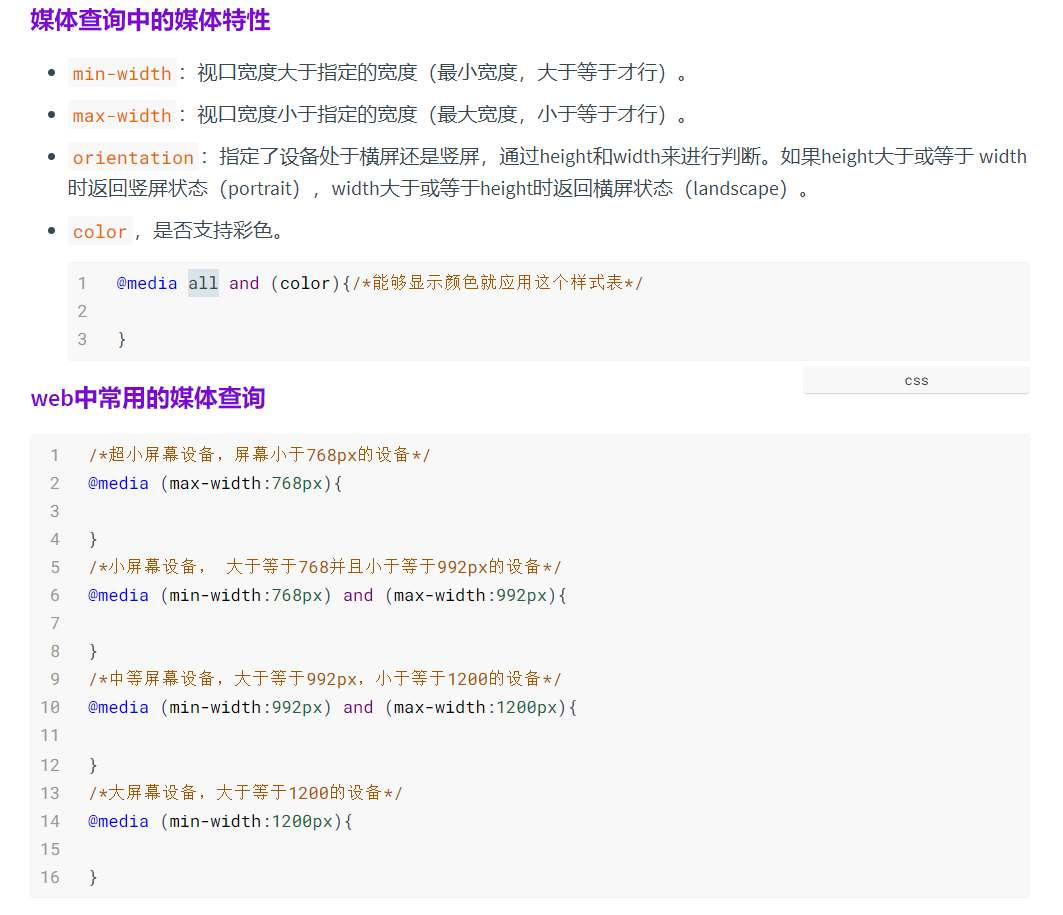 媒体查询中的媒体特性
min-width：视口宽度大于指定的宽度（最小宽度，大于等于才行）。
max-width：视口宽度小于指定的宽度（最大宽度，小于等于才行）。
orientation：指定了设备处于横屏还是竖屏，通过height和width来进行判断。如果height大于或等于 width
时返回竖屏状态（portrait），width大于或等于height时返回横屏状态（landscape）。
color，是否支持彩色。
1 @media all and (color){/*能够显示颜色就应用这个样式表*/
2
3 }
css
web中常用的媒体查询
1 /*超小屏幕设备，屏幕小于768px的设备*/
2 @media (max-width:768px){
3
4 }
5 /*小屏幕设备， 大于等于768并且小于等于992px的设备*/
6 @media (min-width:768px) and (max-width:992px){
7
8 }
9 /*中等屏幕设备，大于等于992px，小于等于1200的设备*/
10 @media (min-width:992px) and (max-width:1200px){
11
12 }
13 /*大屏幕设备，大于等于1200的设备*/
14 @media (min-width:1200px){
15
16 }